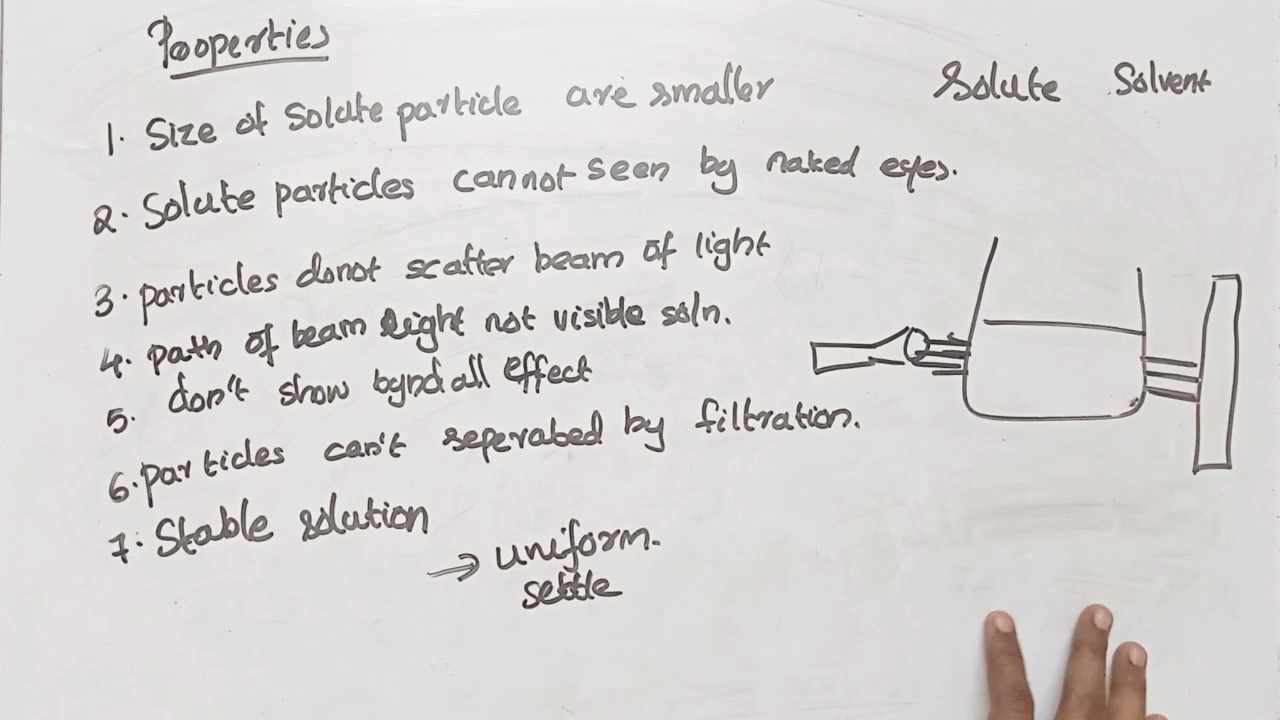 Properties
Solute Solvent
1. Size of Solute particle are smaller
2. Solute particles cannot seen by naked eyes.
3. particles donot scatter beam of light
4. path of beam light not visible soln.
5. don't show byndall effect
6. particles can't seperated by filtration.
7. Stable solution
→ uniform.
settle